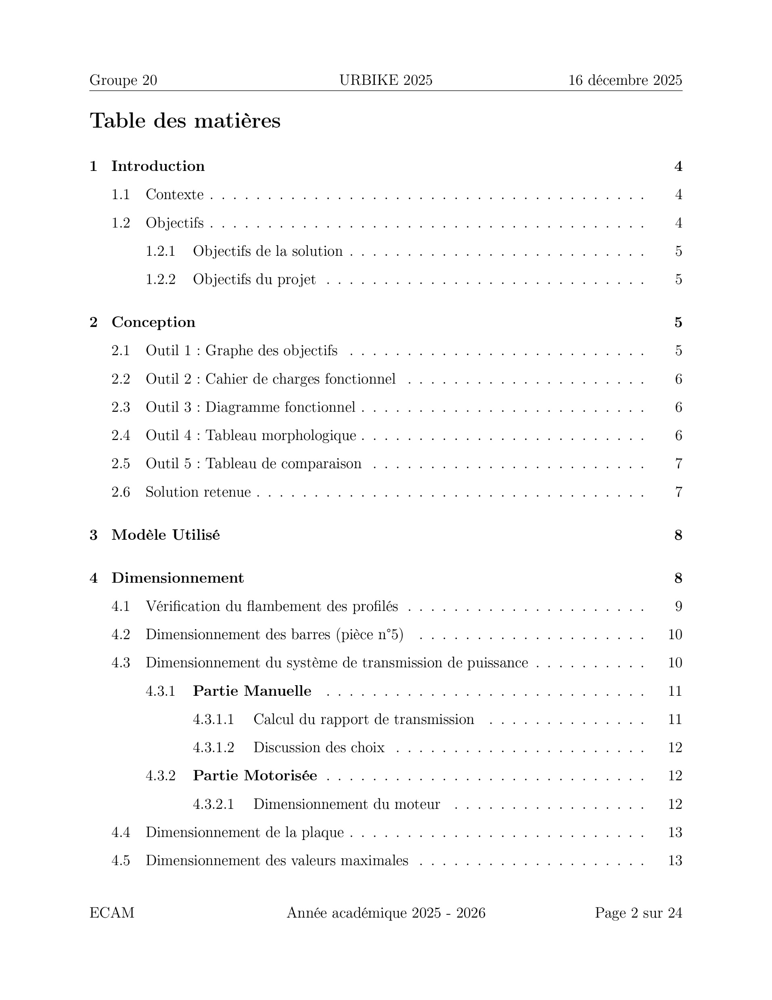 Groupe 20 URBIKE 2025 16 décembre 2025
Table des matières
1 Introduction 4
1.1 Contexte . . . . . . . . . . . . . . . . . . . . . . . . . . . . . . . . . . . . . . 4
1.2 Objectifs . . . . . . . . . . . . . . . . . . . . . . . . . . . . . . . . . . . . . . 4
1.2.1 Objectifs de la solution . . . . . . . . . . . . . . . . . . . . . . . . . . 5
1.2.2 Objectifs du projet . . . . . . . . . . . . . . . . . . . . . . . . . . . . 5
2 Conception 5
2.1 Outil 1 : Graphe des objectifs . . . . . . . . . . . . . . . . . . . . . . . . . . 5
2.2 Outil 2 : Cahier de charges fonctionnel . . . . . . . . . . . . . . . . . . . . . 6
2.3 Outil 3 : Diagramme fonctionnel . . . . . . . . . . . . . . . . . . . . . . . . . 6
2.4 Outil 4 : Tableau morphologique . . . . . . . . . . . . . . . . . . . . . . . . . 6
2.5 Outil 5 : Tableau de comparaison . . . . . . . . . . . . . . . . . . . . . . . . 7
2.6 Solution retenue . . . . . . . . . . . . . . . . . . . . . . . . . . . . . . . . . . 7
3 Modèle Utilisé 8
4 Dimensionnement 8
4.1 Vérification du flambement des profilés . . . . . . . . . . . . . . . . . . . . . 9
4.2 Dimensionnement des barres (pièce n°5) . . . . . . . . . . . . . . . . . . . . 10
4.3 Dimensionnement du système de transmission de puissance . . . . . . . . . . 10
4.3.1 Partie Manuelle . . . . . . . . . . . . . . . . . . . . . . . . . . . . 11
4.3.1.1 Calcul du rapport de transmission . . . . . . . . . . . . . . 11
4.3.1.2 Discussion des choix . . . . . . . . . . . . . . . . . . . . . . 12
4.3.2 Partie Motorisée . . . . . . . . . . . . . . . . . . . . . . . . . . . . 12
4.3.2.1 Dimensionnement du moteur . . . . . . . . . . . . . . . . . 12
4.4 Dimensionnement de la plaque . . . . . . . . . . . . . . . . . . . . . . . . . . 13
4.5 Dimensionnement des valeurs maximales . . . . . . . . . . . . . . . . . . . . 13
ECAM Année académique 2025 - 2026 Page 2 sur 24